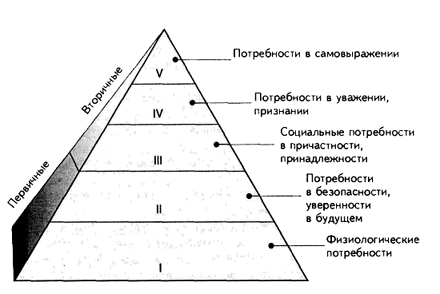 Потребности в самовыражении
Вторичные
V
Потребности в уважении,
признании
IV
Социальные потребности
в причастности,
принадлежности
III
Первичные
Потребности
в безопасности,
уверенности
в будущем
II
Физиологические
потребности
I